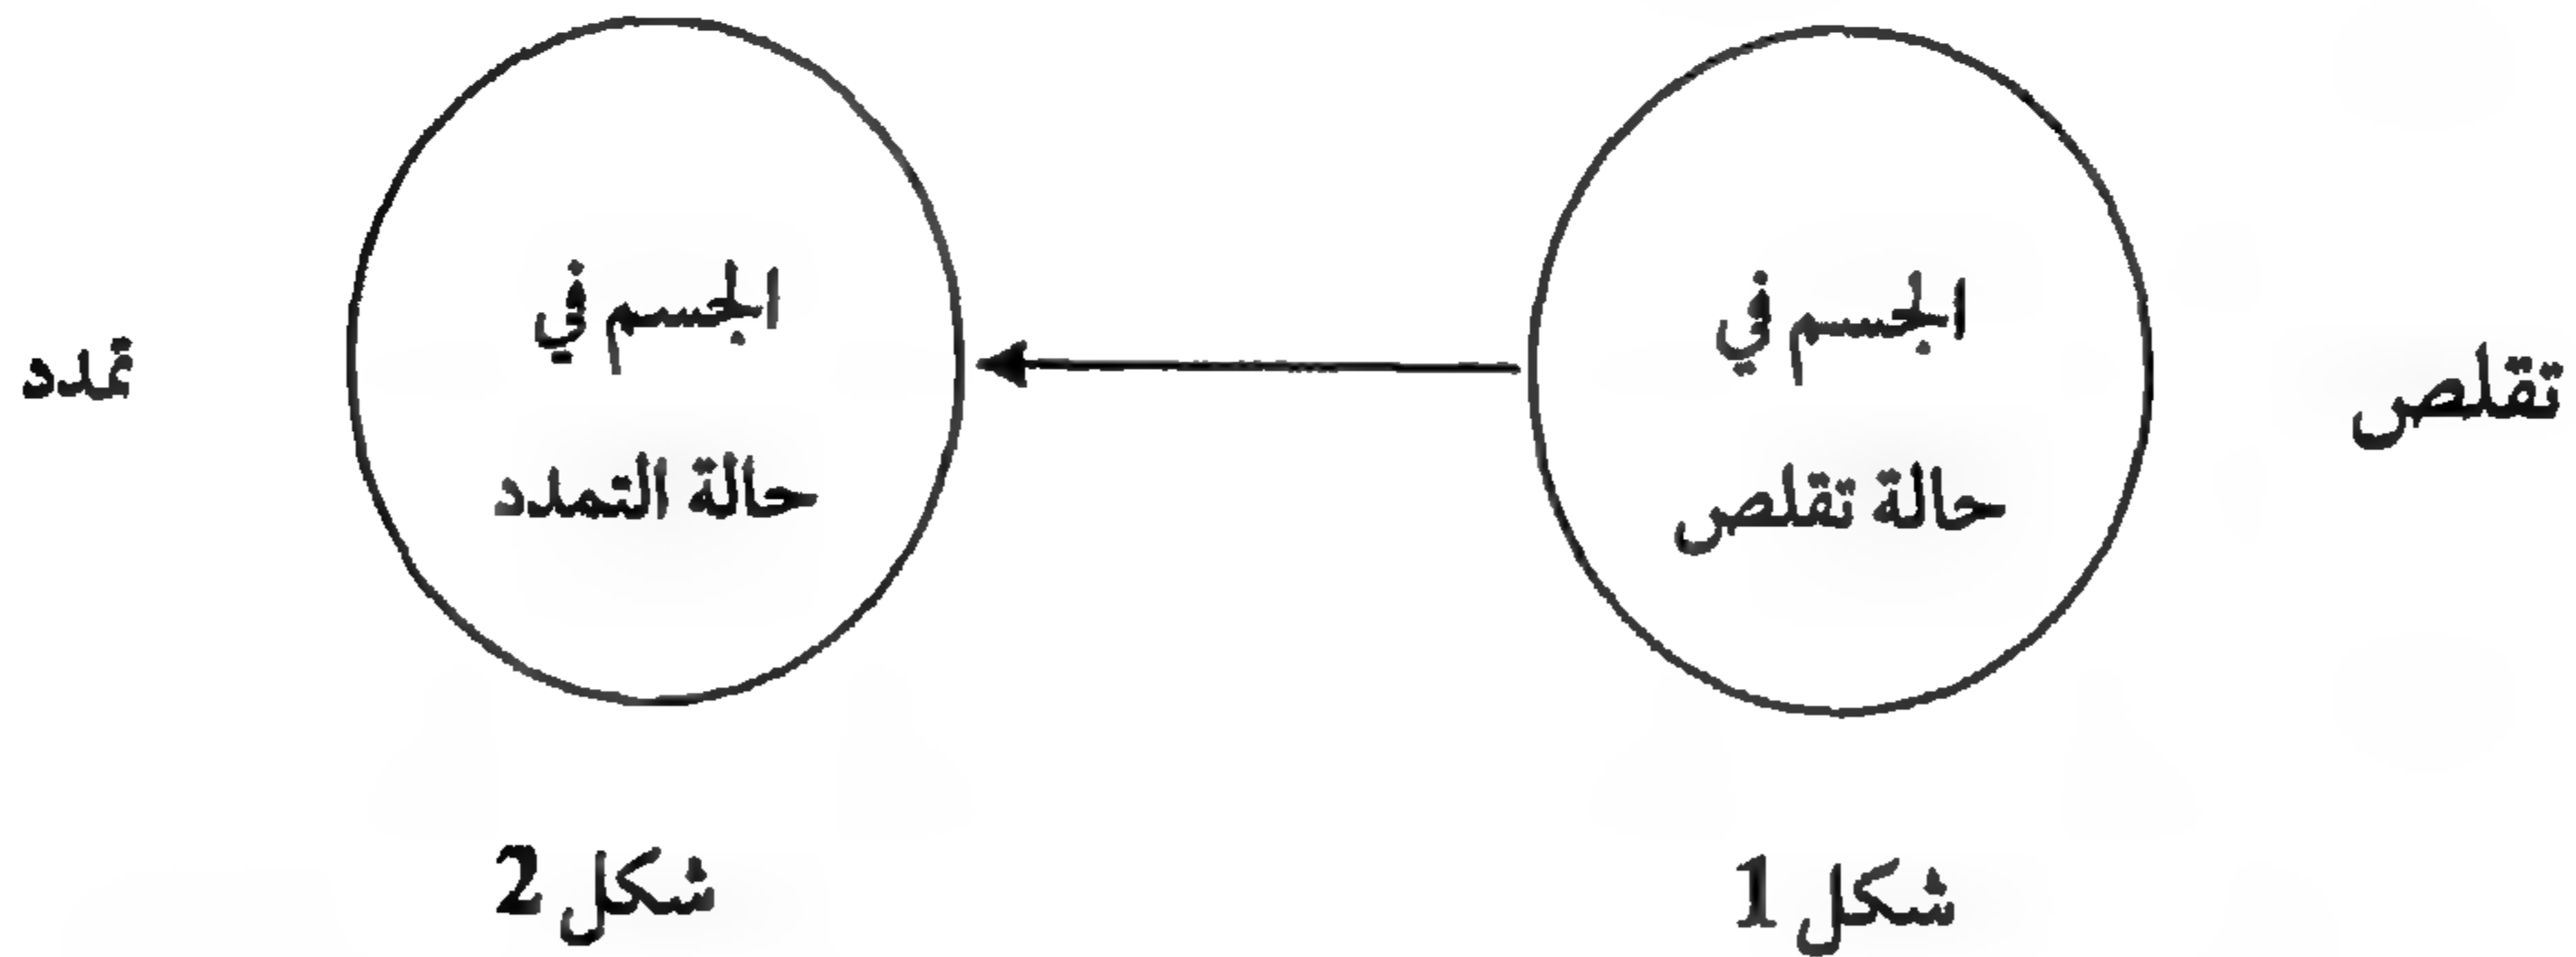 تقلص
الجسم في
حالة تقلص
شكل 1
الجسم في
حالة التمدد
شكل 2
تمدد